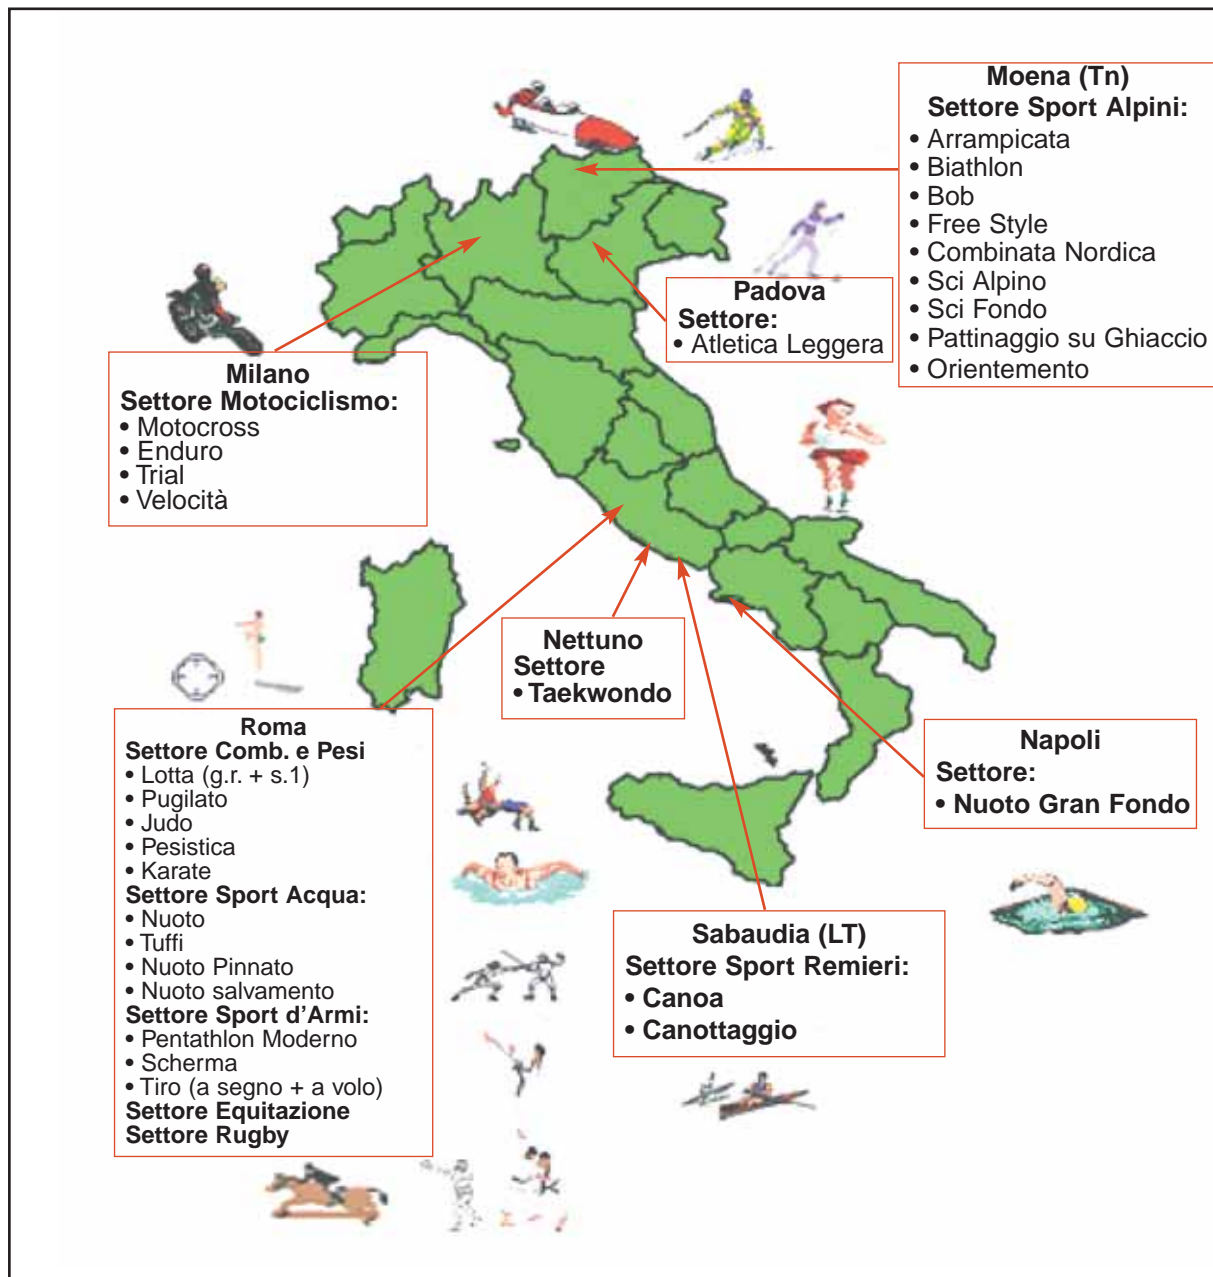 Moena (Tn)
Settore Sport Alpini:
• Arrampicata
• Biathlon
• Bob
• Free Style
• Combinata Nordica
• Sci Alpino
• Sci Fondo
• Pattinaggio su Ghiaccio
• Orientemento
Padova
Settore:
• Atletica Leggera
Milano
Settore Motociclismo:
• Motocross
• Enduro
• Trial
• Velocità
Nettuno
Settore
• Taekwondo
Roma
Settore Comb. e Pesi
• Lotta (g.r. + s.1)
• Pugilato
• Judo
• Pesistica
• Karate
Settore Sport Acqua:
• Nuoto
• Tuffi
• Nuoto Pinnato
• Nuoto salvamento
Settore Sport d’Armi:
• Pentathlon Moderno
• Scherma
• Tiro (a segno + a volo)
Settore Equitazione
Settore Rugby
Napoli
Settore:
• Nuoto Gran Fondo
Sabaudia (LT)
Settore Sport Remieri:
• Canoa
• Canottaggio